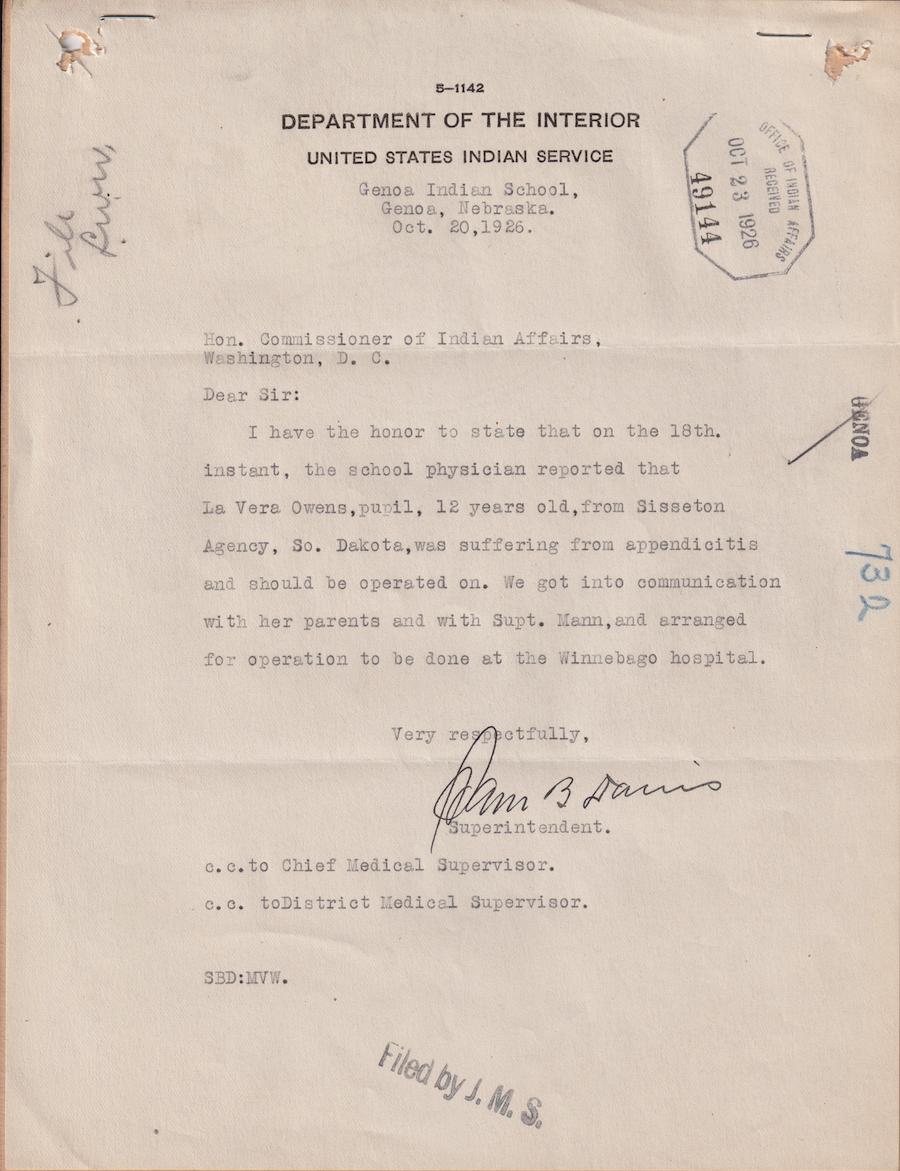 5—1142
DEPARTMENT OF THE INTERIOR
UNITED STATES INDIAN SERVICE
Genoa Indian School,
Genoa, Nebraska.
Oct. 20,1926.
OFFICE OF INDIAN AFFAIRS
RECEIVED
OCT 23 1926
49144
File
Hon. Commissioner of Indian Affairs,
Washington, D. C.
Dear Sir:
I have the honor to state that on the 18th.
instant, the school physician reported that
La Vera Owens,pupil, 12 years old,from Sisseton
Agency, So. Dakota,was suffering from appendicitis
and should be operated on. We got into communication
with her parents and with Supt. Mann,and arranged
for operation to be done at the Winnebago hospital.
GENOA
732
Very respectfully,
Sam B Davis
Superintendent.
c.c.to Chief Medical Supervisor.
c.c. toDistrict Medical Supervisor.
SBD:MVW.
Filed by J. M. S.